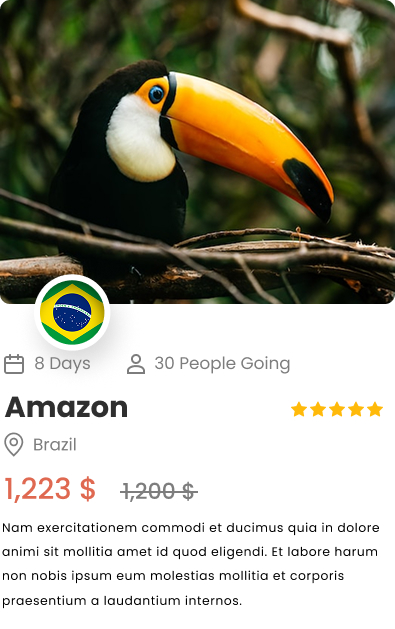 8 Days 30 People Going
Amazon
Brazil
1,223 $ 1,200 $
Nam exercitationem commodi et ducimus quia in dolore
animi sit mollitia amet id quod eligendi. Et labore harum
non nobis ipsum eum molestias mollitia et corporis
praesentium a laudantium internos.